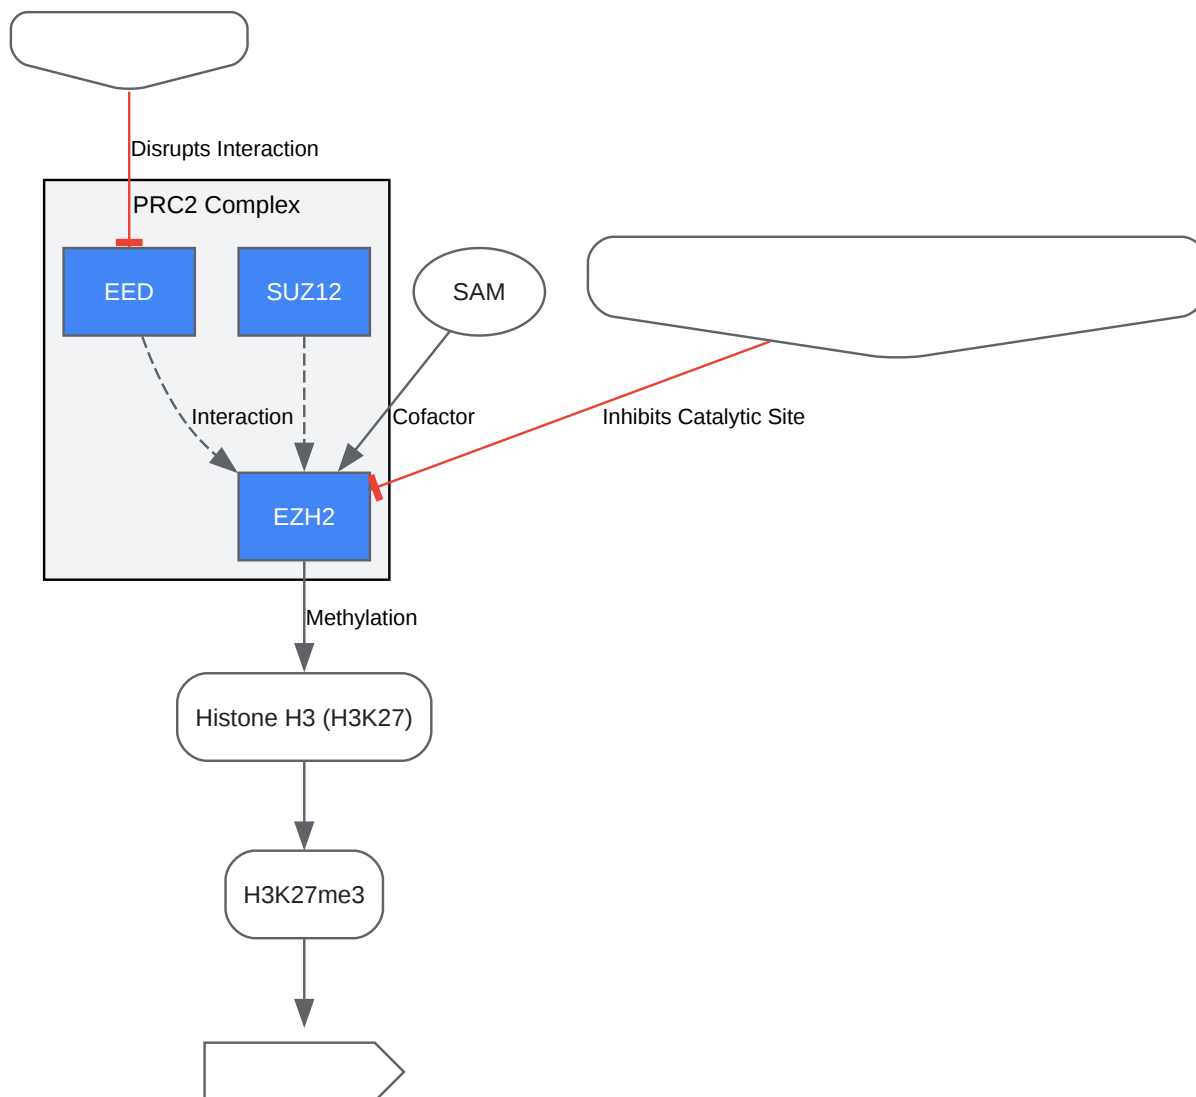 Disrupts Interaction
PRC2 Complex
EED
SUZ12
SAM
Interaction
Cofactor
Inhibits Catalytic Site
EZH2
Methylation
Histone H3 (H3K27)
H3K27me3